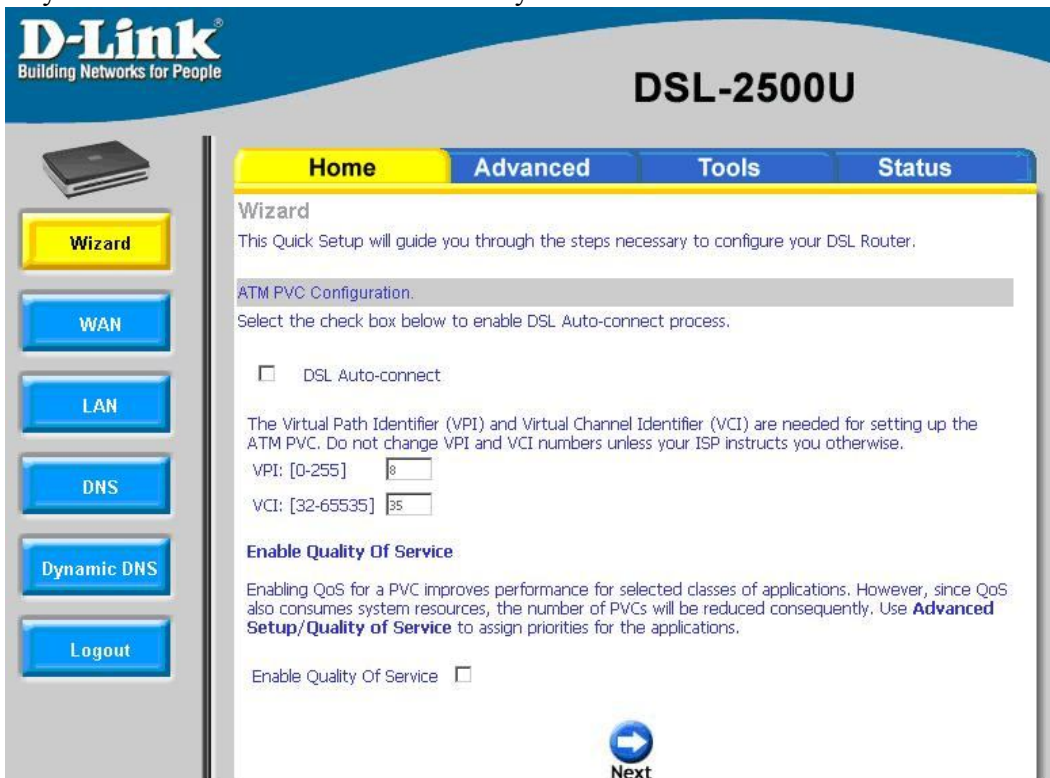 D-Link®
Building Networks for People
DSL-2500U
Home Advanced Tools Status
Wizard
WAN
LAN
DNS
Dynamic DNS
Logout
Wizard
This Quick Setup will guide you through the steps necessary to configure your DSL Router.
ATM PVC Configuration.
Select the check box below to enable DSL Auto-connect process.
DSL Auto-connect
The Virtual Path Identifier (VPI) and Virtual Channel Identifier (VCI) are needed for setting up the
ATM PVC. Do not change VPI and VCI numbers unless your ISP instructs you otherwise.
VPI: [0-255] 8
VCI: [32-65535] 35
Enable Quality Of Service
Enabling QoS for a PVC improves performance for selected classes of applications. However, since QoS
also consumes system resources, the number of PVCs will be reduced consequently. Use Advanced
Setup/Quality of Service to assign priorities for the applications.
Enable Quality Of Service
Next